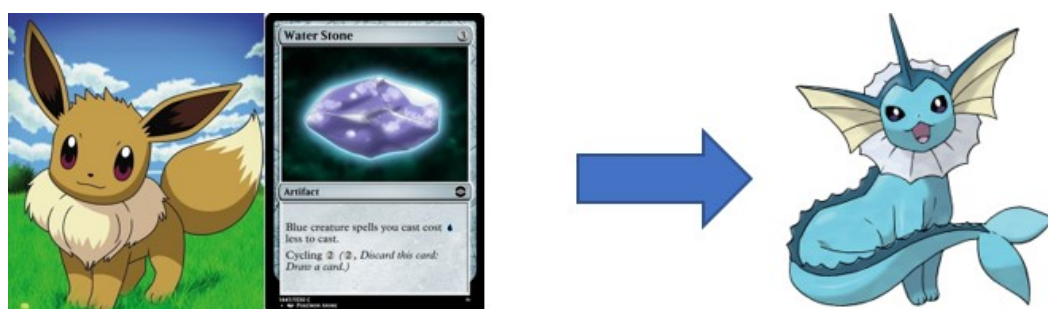 Water Stone 3
Artifact
Blue creature spells you cast cost
less to cast.
Cycling 2 (2, Discard this card:
Draw a card.)